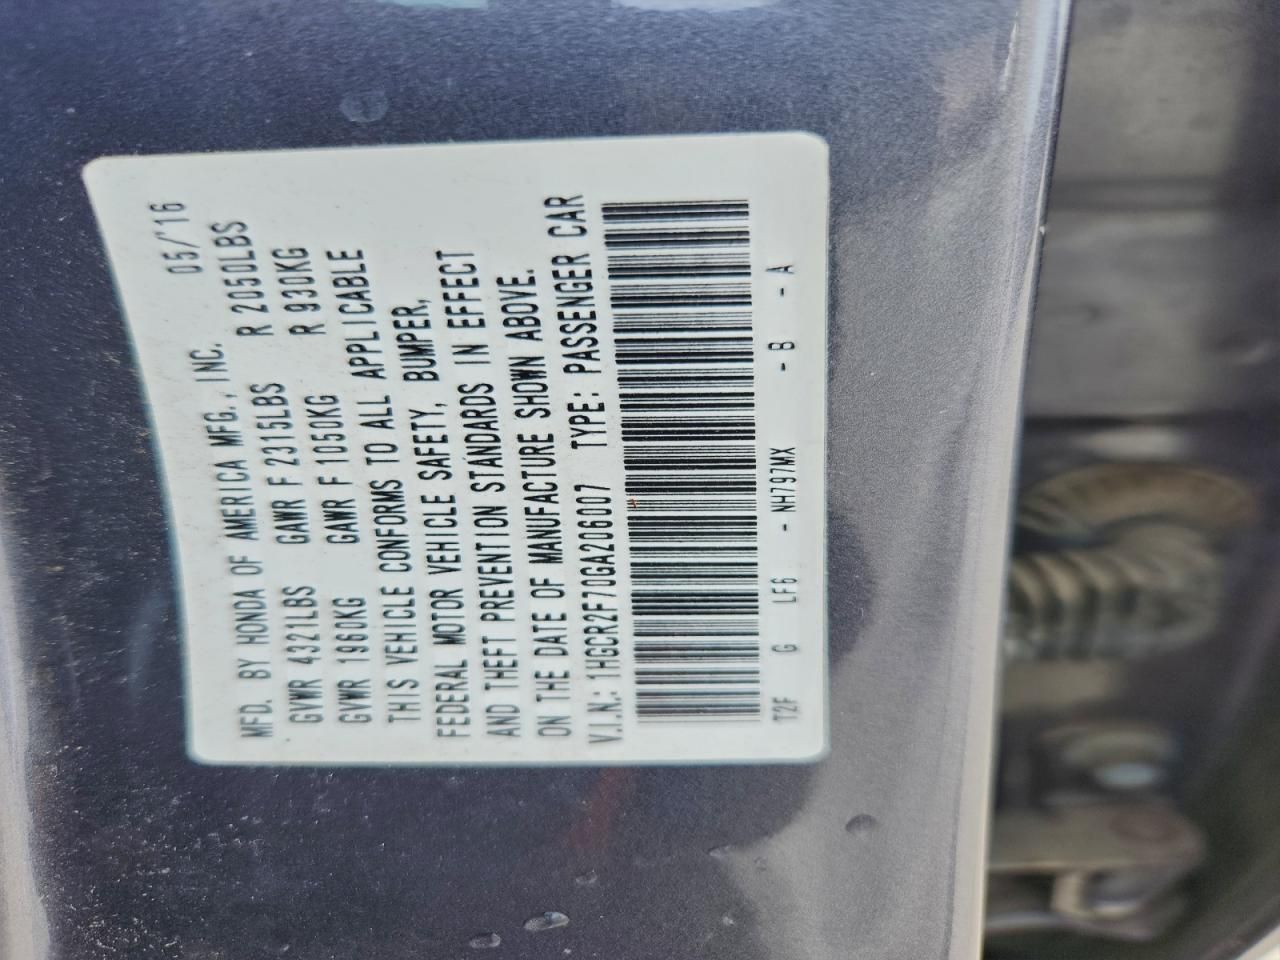 MFD. BY HONDA OF AMERICA MFG., INC. 05/'16
GVWR 4321LBS GAWR F 2315LBS R 2050LBS
GVWR 1960KG GAWR F 1050KG R 930KG
THIS VEHICLE CONFORMS TO ALL APPLICABLE
FEDERAL MOTOR VEHICLE SAFETY, BUMPER,
AND THEFT PREVENTION STANDARDS IN EFFECT
ON THE DATE OF MANUFACTURE SHOWN ABOVE.
V.I.N.: 1HGCR2F70GA206007 TYPE: PASSENGER CAR
T2F G LF6 - NH797MX - B - A